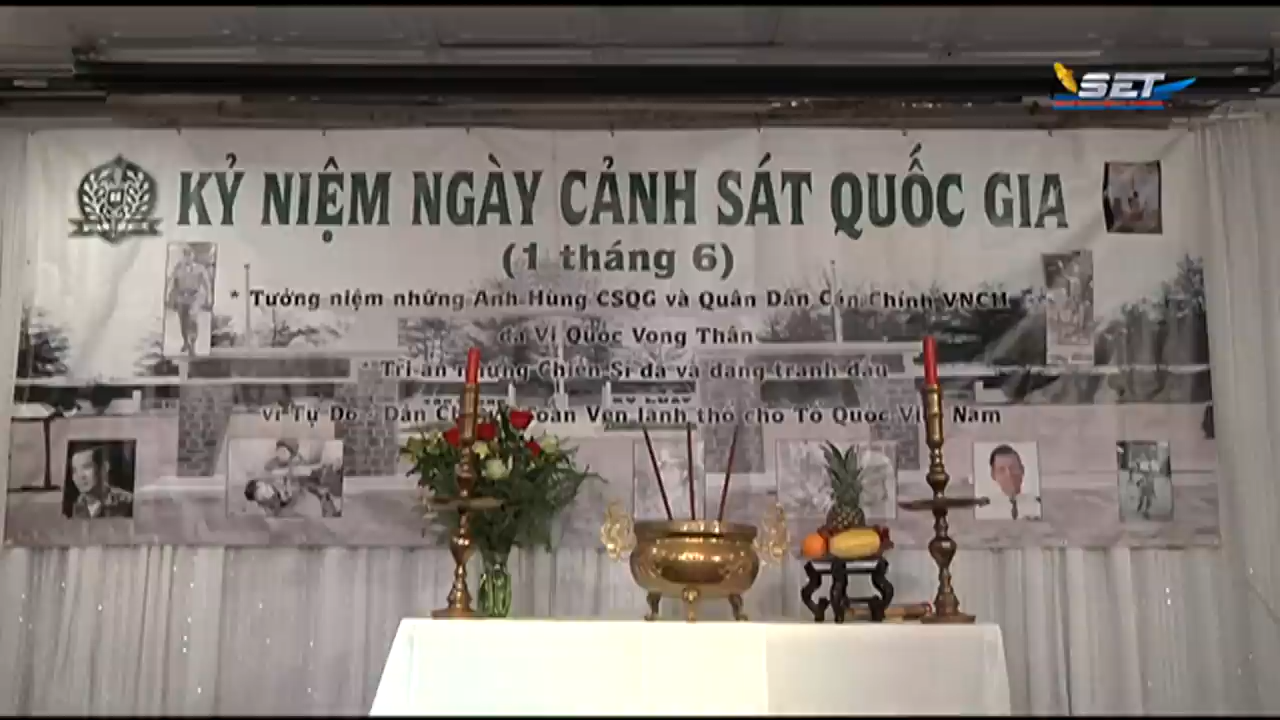 SET
KỶ NIỆM NGÀY CẢNH SÁT QUỐC GIA
(1 tháng 6)
* Tưởng niệm những Anh Hùng CSQG và Quân Dân Cán Chính VNCH
đã Vì Quốc Vong Thân
* Tri ân những Chiến Sĩ đã và đang tranh đấu
vì Tự Do - Dân Chủ Toàn Vẹn lãnh thổ cho Tổ Quốc Việt Nam